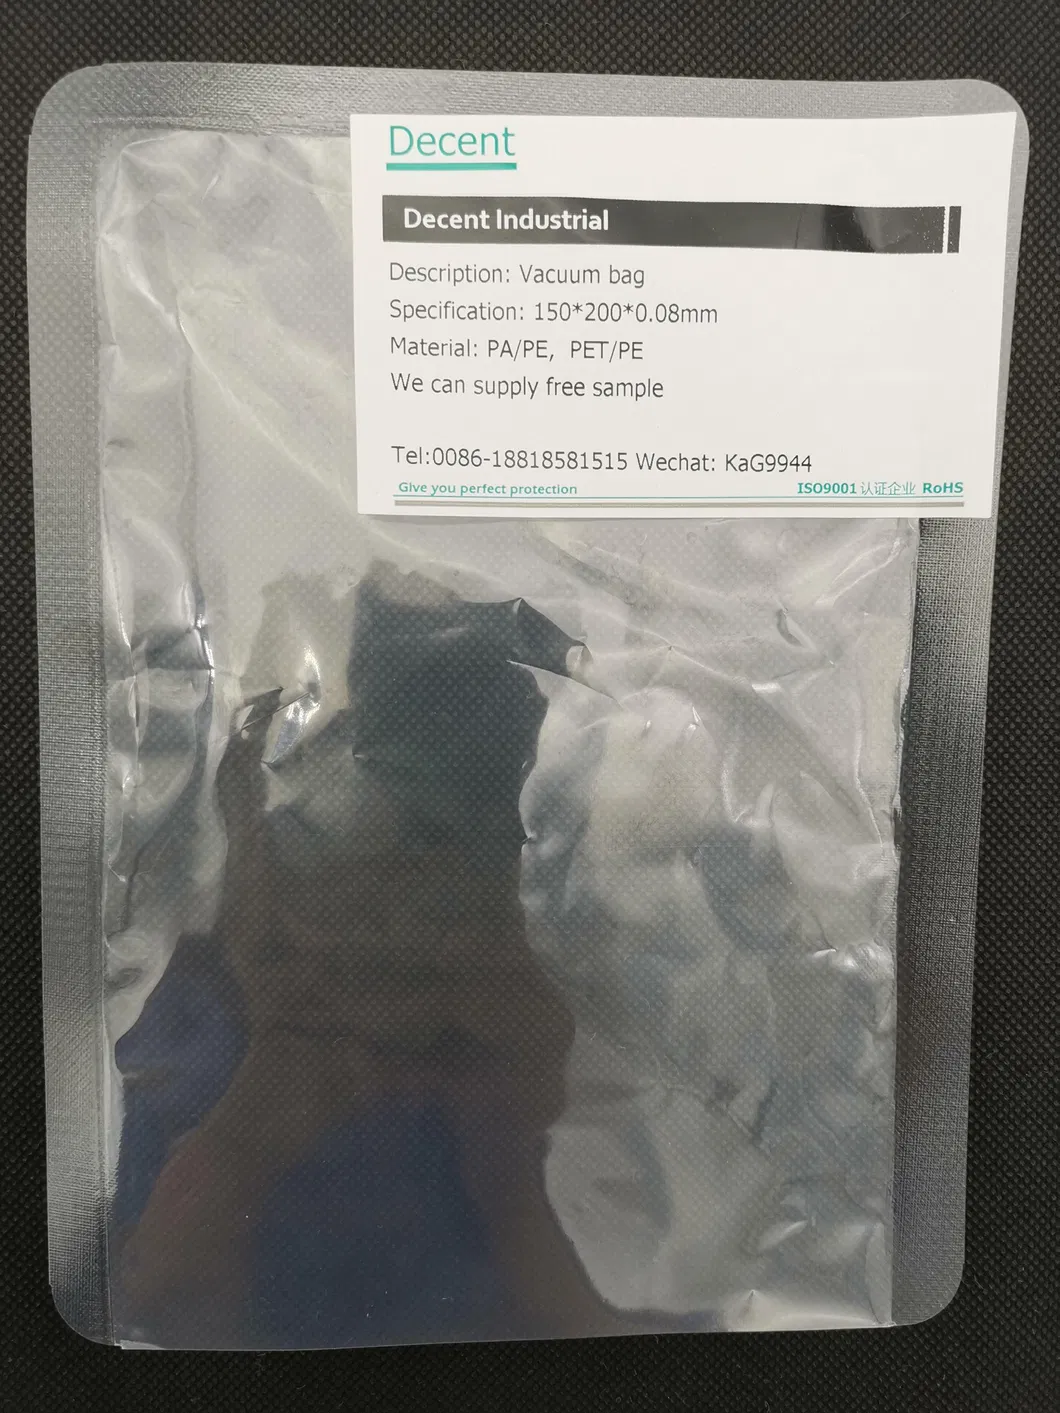 Decent
Decent Industrial
Description: Vacuum bag
Specification: 150*200*0.08mm
Material: PA/PE, PET/PE
We can supply free sample
Tel:0086-18818581515 Wechat: KaG9944
Give you perfect protection
ISO9001认证企业 RoHS